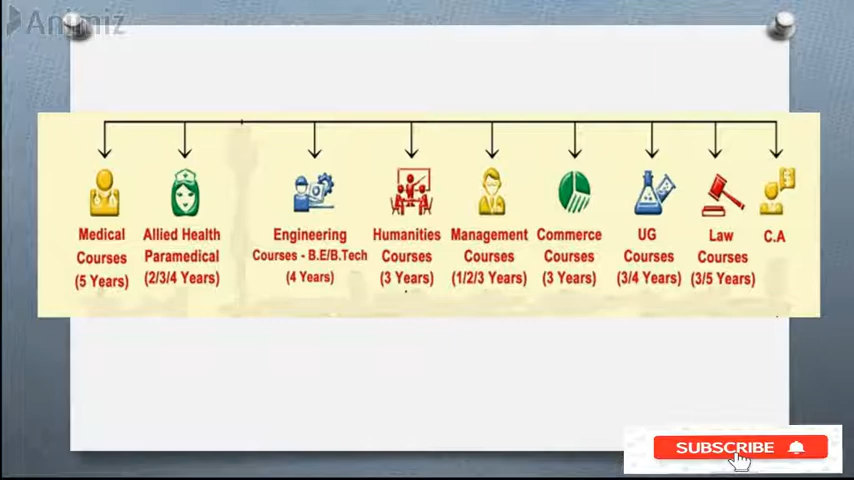 Animiz
Medical
Courses
(5 Years)
Allied Health
Paramedical
(2/3/4 Years)
Engineering
Courses - B.E/B.Tech
(4 Years)
Humanities
Courses
(3 Years)
Management
Courses
(1/2/3 Years)
Commerce
Courses
(3 Years)
UG
Courses
(3/4 Years)
Law
Courses
(3/5 Years)
C.A
SUBSCRIBE